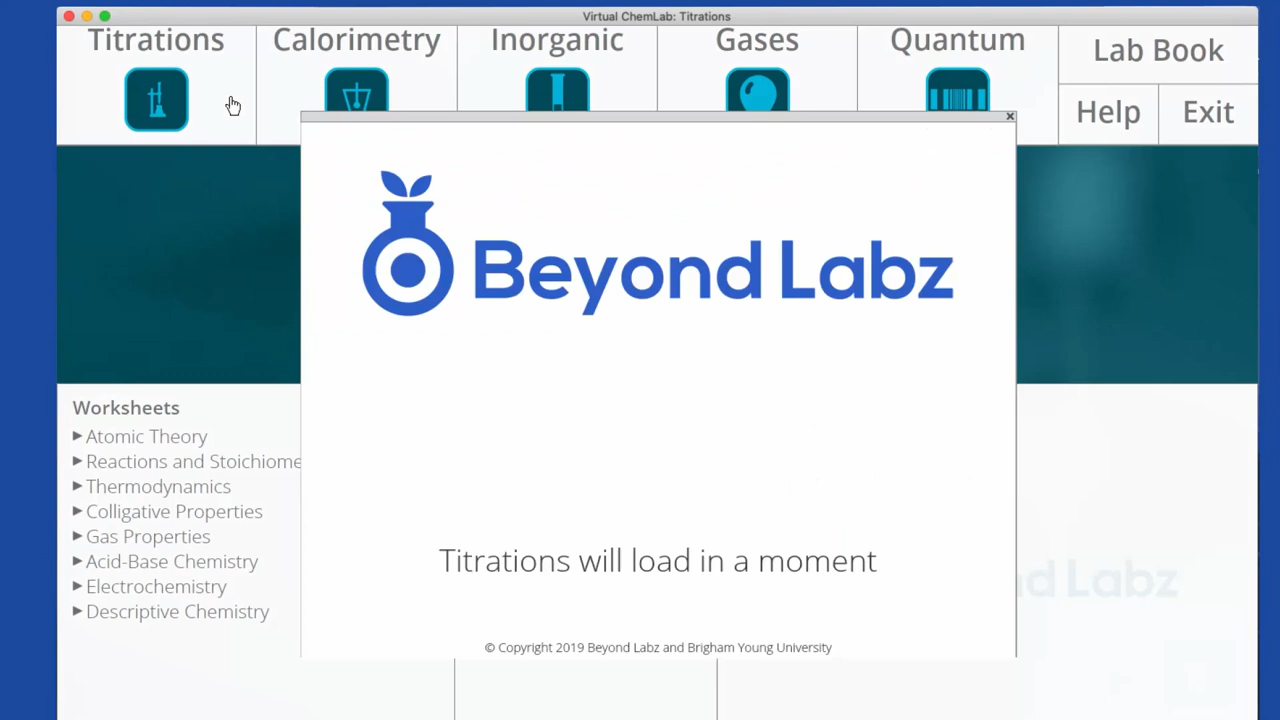 Virtual ChemLab: Titrations
Titrations
Calorimetry
Inorganic
Gases
Quantum
Lab Book
Help
Exit
Beyond Labz
Titrations will load in a moment
© Copyright 2019 Beyond Labz and Brigham Young University
Worksheets
Atomic Theory
Reactions and Stoichiome
Thermodynamics
Colligative Properties
Gas Properties
Acid-Base Chemistry
Electrochemistry
Descriptive Chemistry
nd Labz